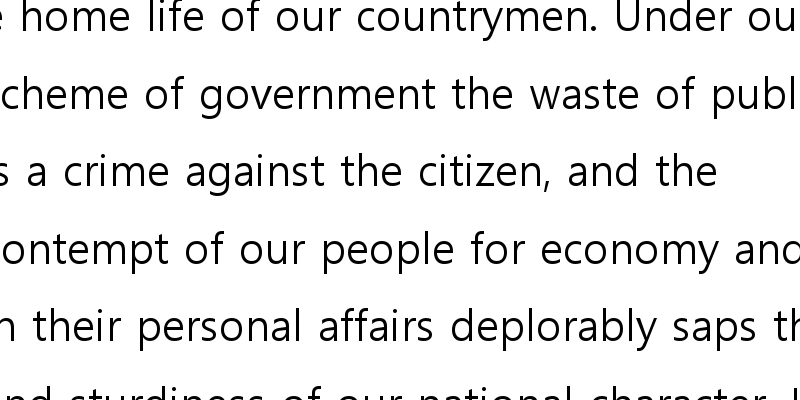 home life of our countrymen. Under ou
cheme of government the waste of publ
s a crime against the citizen, and the
ontempt of our people for economy and
n their personal affairs deplorably saps th
nd sturdiness of our national character.